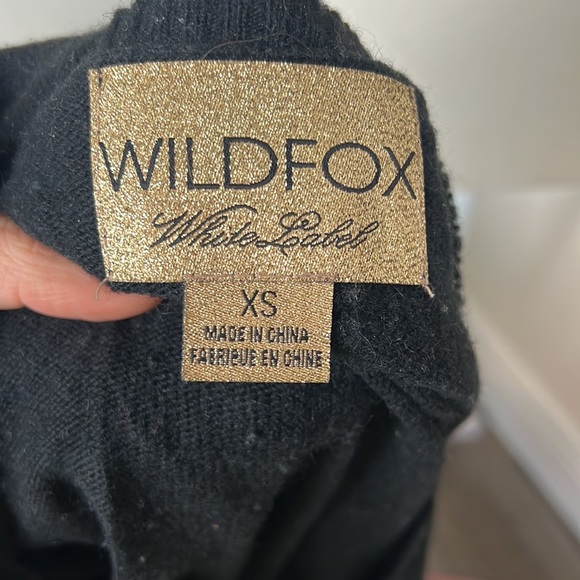 WILDFOX
White Label
XS
MADE IN CHINA
FABRIQUE EN CHINE